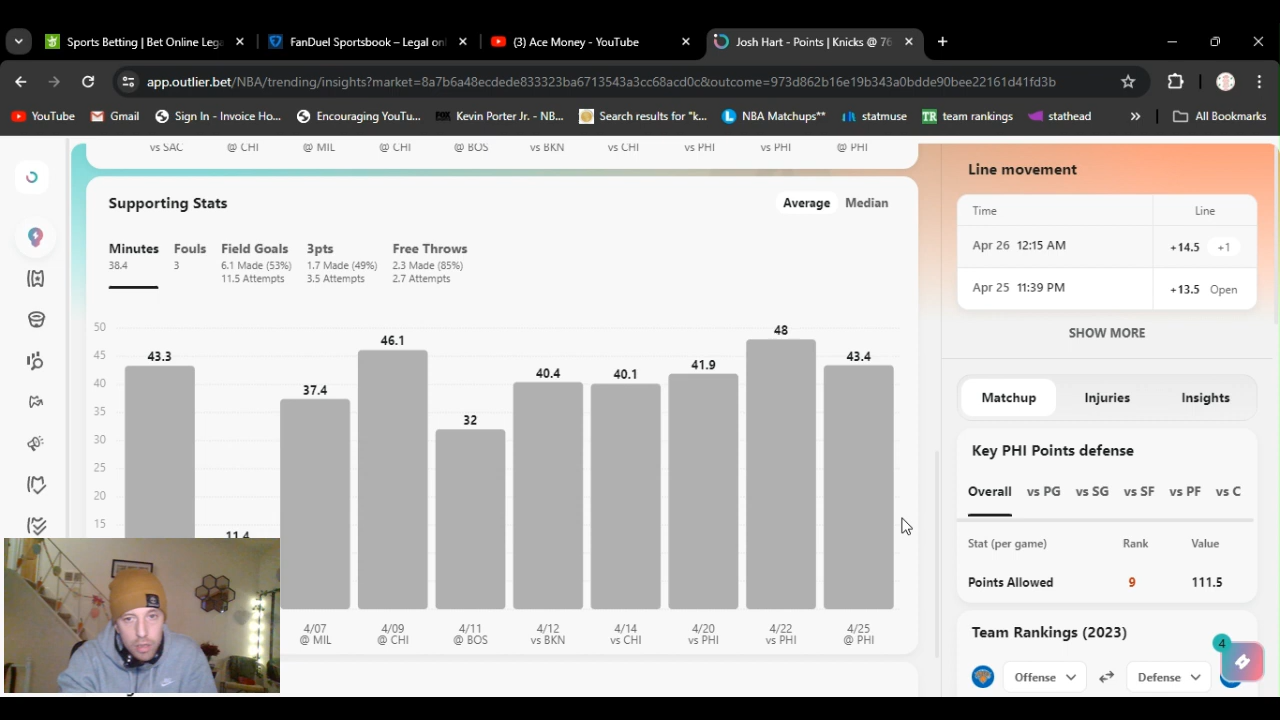 Sports Betting | Bet Online Lega
FanDuel Sportsbook – Legal onl
(3) Ace Money - YouTube
Josh Hart - Points | Knicks @ 76
app.outlier.bet/NBA/trending/insights?market=8a7b6a48ecdede833323ba6713543a3cc68acd0c&outcome=973d862b16e19b343a0bdde90bee22161d41fd3b
YouTube
Gmail
Sign In - Invoice Ho...
Encouraging YouTu...
Kevin Porter Jr. - NB...
Search results for "k...
NBA Matchups**
statmuse
team rankings
stathead
»
All Bookmarks
vs SAC @ CHI @ MIL @ CHI @ BOS vs BKN vs CHI vs PHI vs PHI @ PHI
Supporting Stats
Average Median
Minutes Fouls Field Goals 3pts Free Throws
38.4 3 6.1 Made (53%) 1.7 Made (49%) 2.3 Made (85%)
11.5 Attempts 3.5 Attempts 2.7 Attempts
50
45
40
35
30
25
20
15
43.3
11.4
37.4
46.1
32
40.4
40.1
41.9
48
43.4
4/07 4/09 4/11 4/12 4/14 4/20 4/22 4/25
@ MIL @ CHI @ BOS vs BKN vs CHI vs PHI vs PHI @ PHI
Line movement
Time Line
Apr 26 12:15 AM +14.5 +1
Apr 25 11:39 PM +13.5 Open
SHOW MORE
Matchup Injuries Insights
Key PHI Points defense
Overall vs PG vs SG vs SF vs PF vs C
Stat (per game) Rank Value
Points Allowed 9 111.5
Team Rankings (2023)
4
Offense Defense